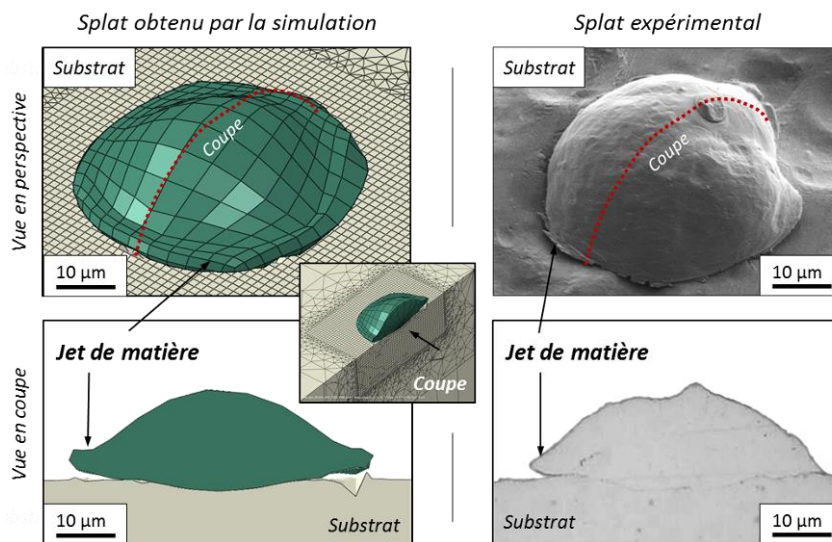 Splat obtenu par la simulation
Splat expérimental
Vue en perspective
Substrat
Coupe
10 µm
Substrat
Coupe
10 µm
Jet de matière
Coupe
Jet de matière
Vue en coupe
10 µm
Substrat
10 µm
Substrat